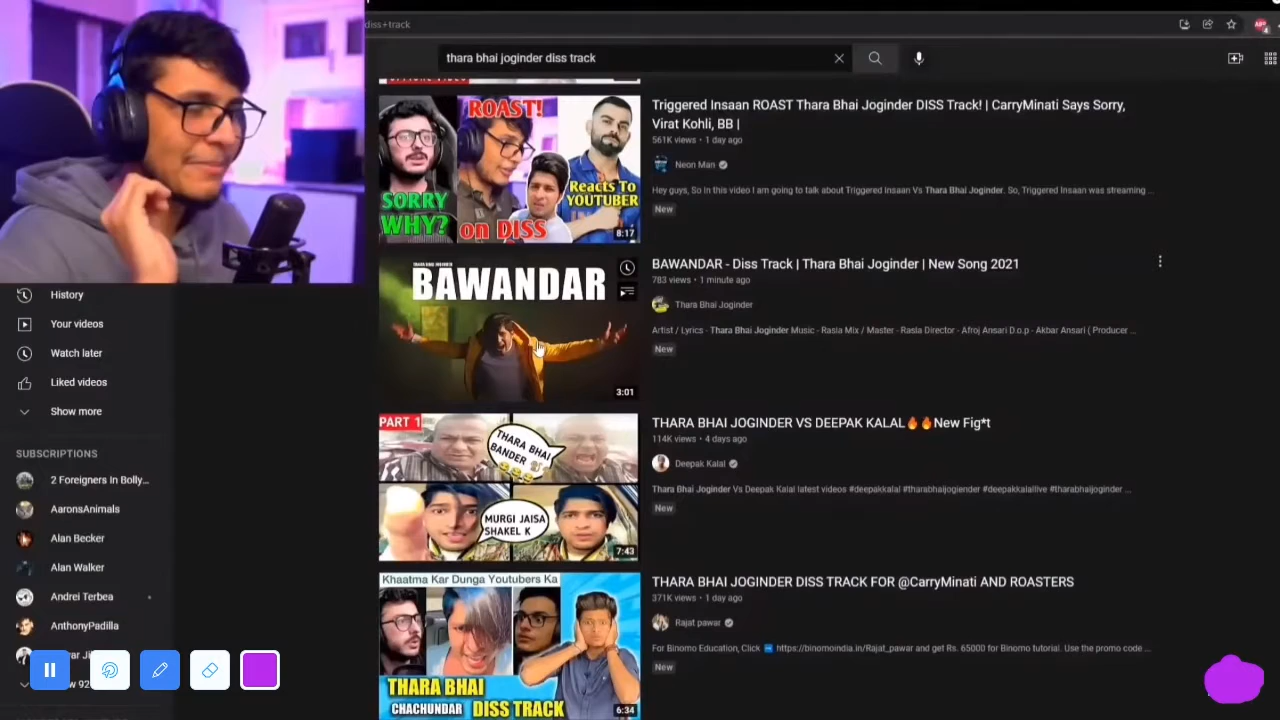 diss+track
thara bhai joginder diss track
ROAST!
SORRY
WHY?
on DISS
Reacts To
YOUTUBER
8:17
Triggered Insaan ROAST Thara Bhai Joginder DISS Track! | CarryMinati Says Sorry,
Virat Kohli, BB |
561K views • 1 day ago
Neon Man
Hey guys, So in this video I am going to talk about Triggered Insaan Vs Thara Bhai Joginder. So, Triggered Insaan was streaming ...
New
THARA BHAI JOGINDER
BAWANDAR
3:01
BAWANDAR - Diss Track | Thara Bhai Joginder | New Song 2021
783 views • 1 minute ago
Thara Bhai Joginder
Artist / Lyrics - Thara Bhai Joginder Music - Rasla Mix / Master - Rasla Director - Afroj Ansari D.o.p - Akbar Ansari ( Producer ...
New
History
Your videos
Watch later
Liked videos
Show more
SUBSCRIPTIONS
2 Foreigners In Bolly...
AaronsAnimals
Alan Becker
Alan Walker
Andrei Terbea
AnthonyPadilla
PART 1
THARA BHAI
BANDER
MURGI JAISA
SHAKEL K
7:43
THARA BHAI JOGINDER VS DEEPAK KALAL🔥🔥New Fig*t
114K views • 4 days ago
Deepak Kalal
Thara Bhai Joginder Vs Deepak Kalal latest videos #deepakkalal #tharabhaijogiender #deepakkalallive #tharabhaijoginder ...
New
Khaatma Kar Dunga Youtubers Ka
THARA BHAI
CHACHUNDAR DISS TRACK
6:34
THARA BHAI JOGINDER DISS TRACK FOR @CarryMinati AND ROASTERS
371K views • 1 day ago
Rajat pawar
For Binomo Education, Click ➡ https://binomoindia.in/Rajat_pawar and get Rs. 65000 for Binomo tutorial. Use the promo code ...
New